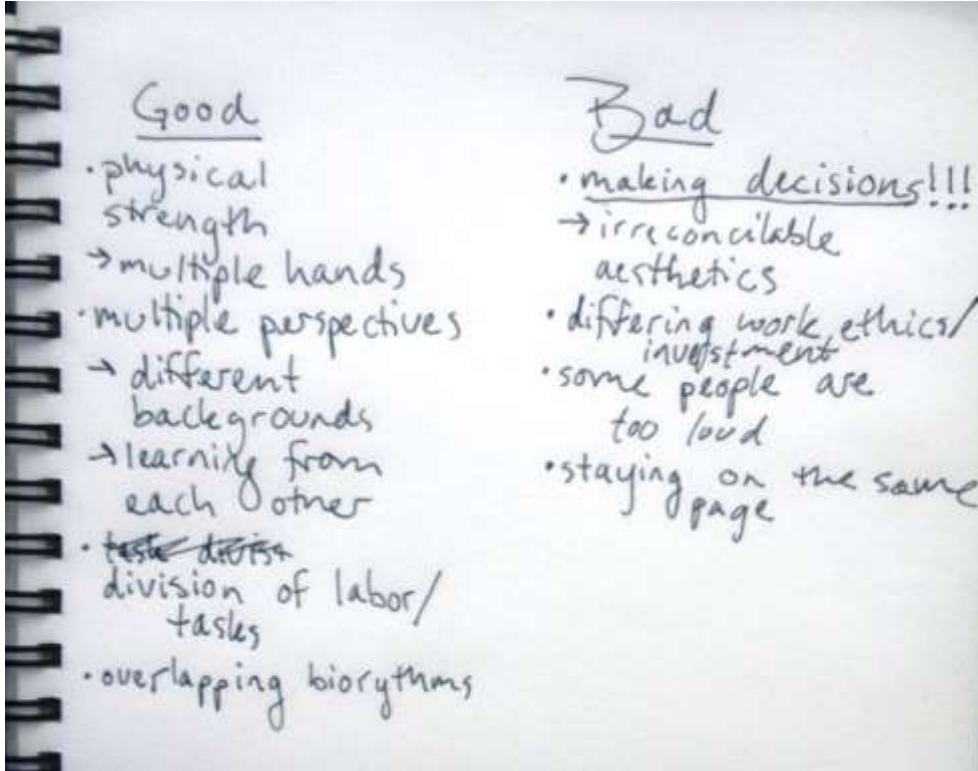 Good
·physical
strength
→multiple hands
·multiple perspectives
→different
backgrounds
→learning from
each other
·
division of labor/
tasks
·overlapping biorythms
Bad
·making decisions!!!
→irreconcilable
aesthetics
·differing work ethics/
investment
·some people are
too loud
·staying on the same
page